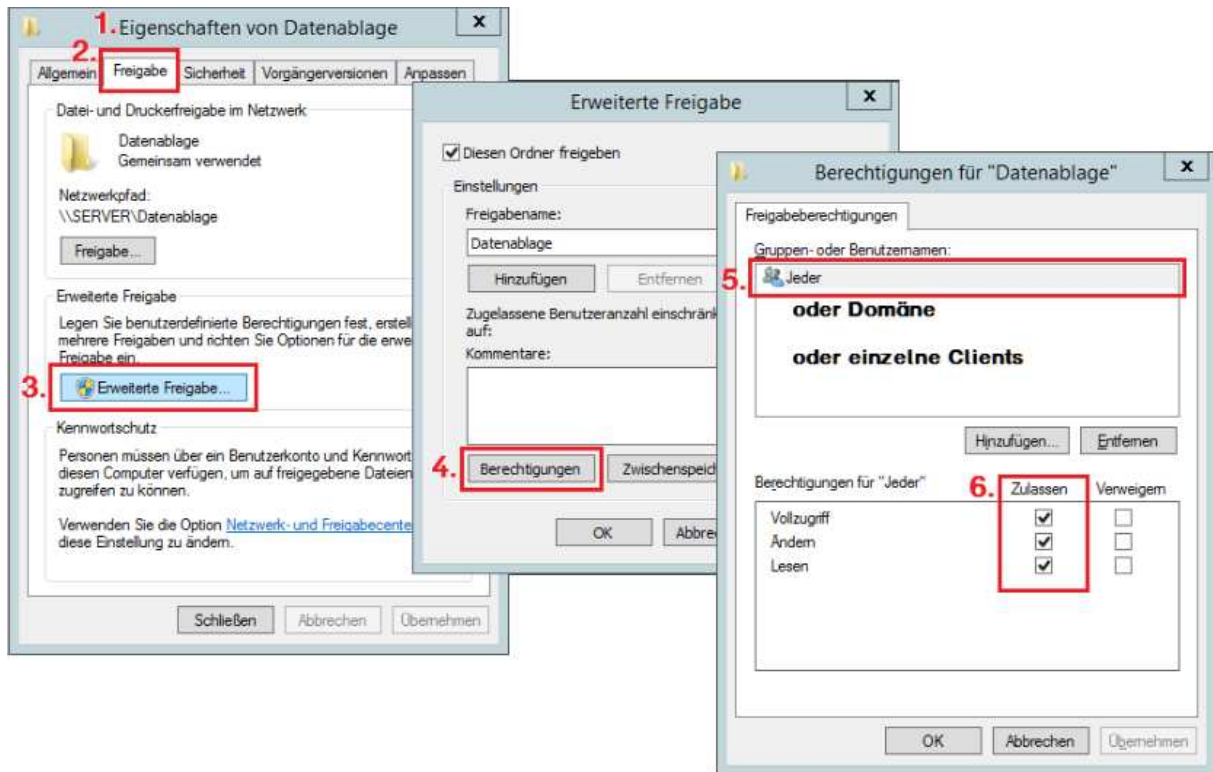 1. Eigenschaften von Datenablage
x
2.
Allgemein Freigabe Sicherheit Vorgängerversionen Anpassen
Datei- und Druckerfreigabe im Netzwerk
Datenablage
Gemeinsam verwendet
Netzwerkpfad:
\\SERVER\Datenablage
Freigabe...
Erweiterte Freigabe
Legen Sie benutzerdefinierte Berechtigungen fest, erstell
mehrere Freigaben und richten Sie Optionen für die erwe
Freigabe ein.
3. Erweiterte Freigabe...
Kennwortschutz
Personen müssen über ein Benutzerkonto und Kennwort
diesen Computer verfügen, um auf freigegebene Dateien
zugreifen zu können.
Verwenden Sie die Option Netzwerk- und Freigabecente
diese Einstellung zu ändern.
Schließen Abbrechen Übernehmen
Erweiterte Freigabe
x
Diesen Ordner freigeben
Einstellungen
Freigabename:
Datenablage
Hinzufügen Entfernen
Zugelassene Benutzeranzahl einschränk
auf:
Kommentare:
4. Berechtigungen Zwischenspeich
OK Abbre
Berechtigungen für "Datenablage"
x
Freigabeberechtigungen
Gruppen- oder Benutzernamen:
5. Jeder
oder Domäne
oder einzelne Clients
Hinzufügen... Entfernen
Berechtigungen für "Jeder" 6. Zulassen Verweigern
Vollzugriff
Ändern
Lesen
OK Abbrechen Übernehmen